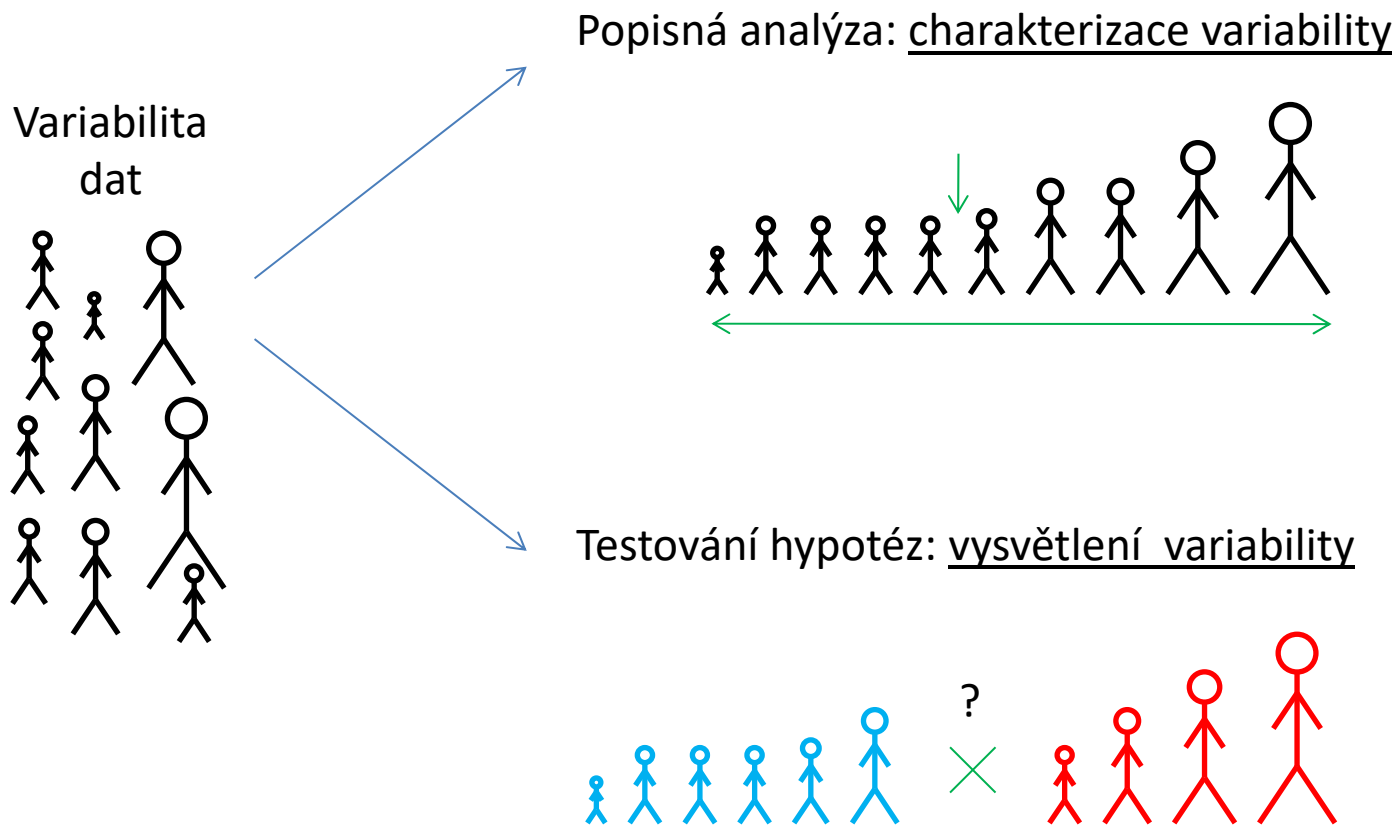 Popisná analýza: charakterizace variability
Variabilita
dat
Testování hypotéz: vysvětlení  variability
?